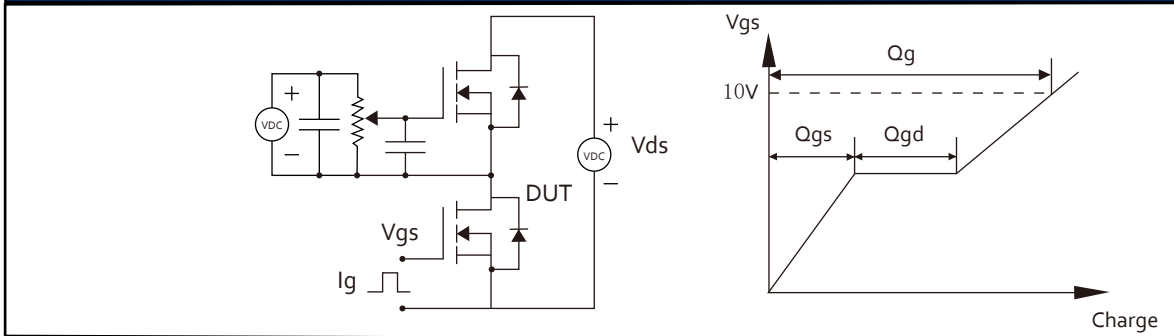 VDC
+
−
Vgs
Ig
DUT
VDC
+
−
Vds
Vgs
Qg
10V
Qgs
Qgd
Charge